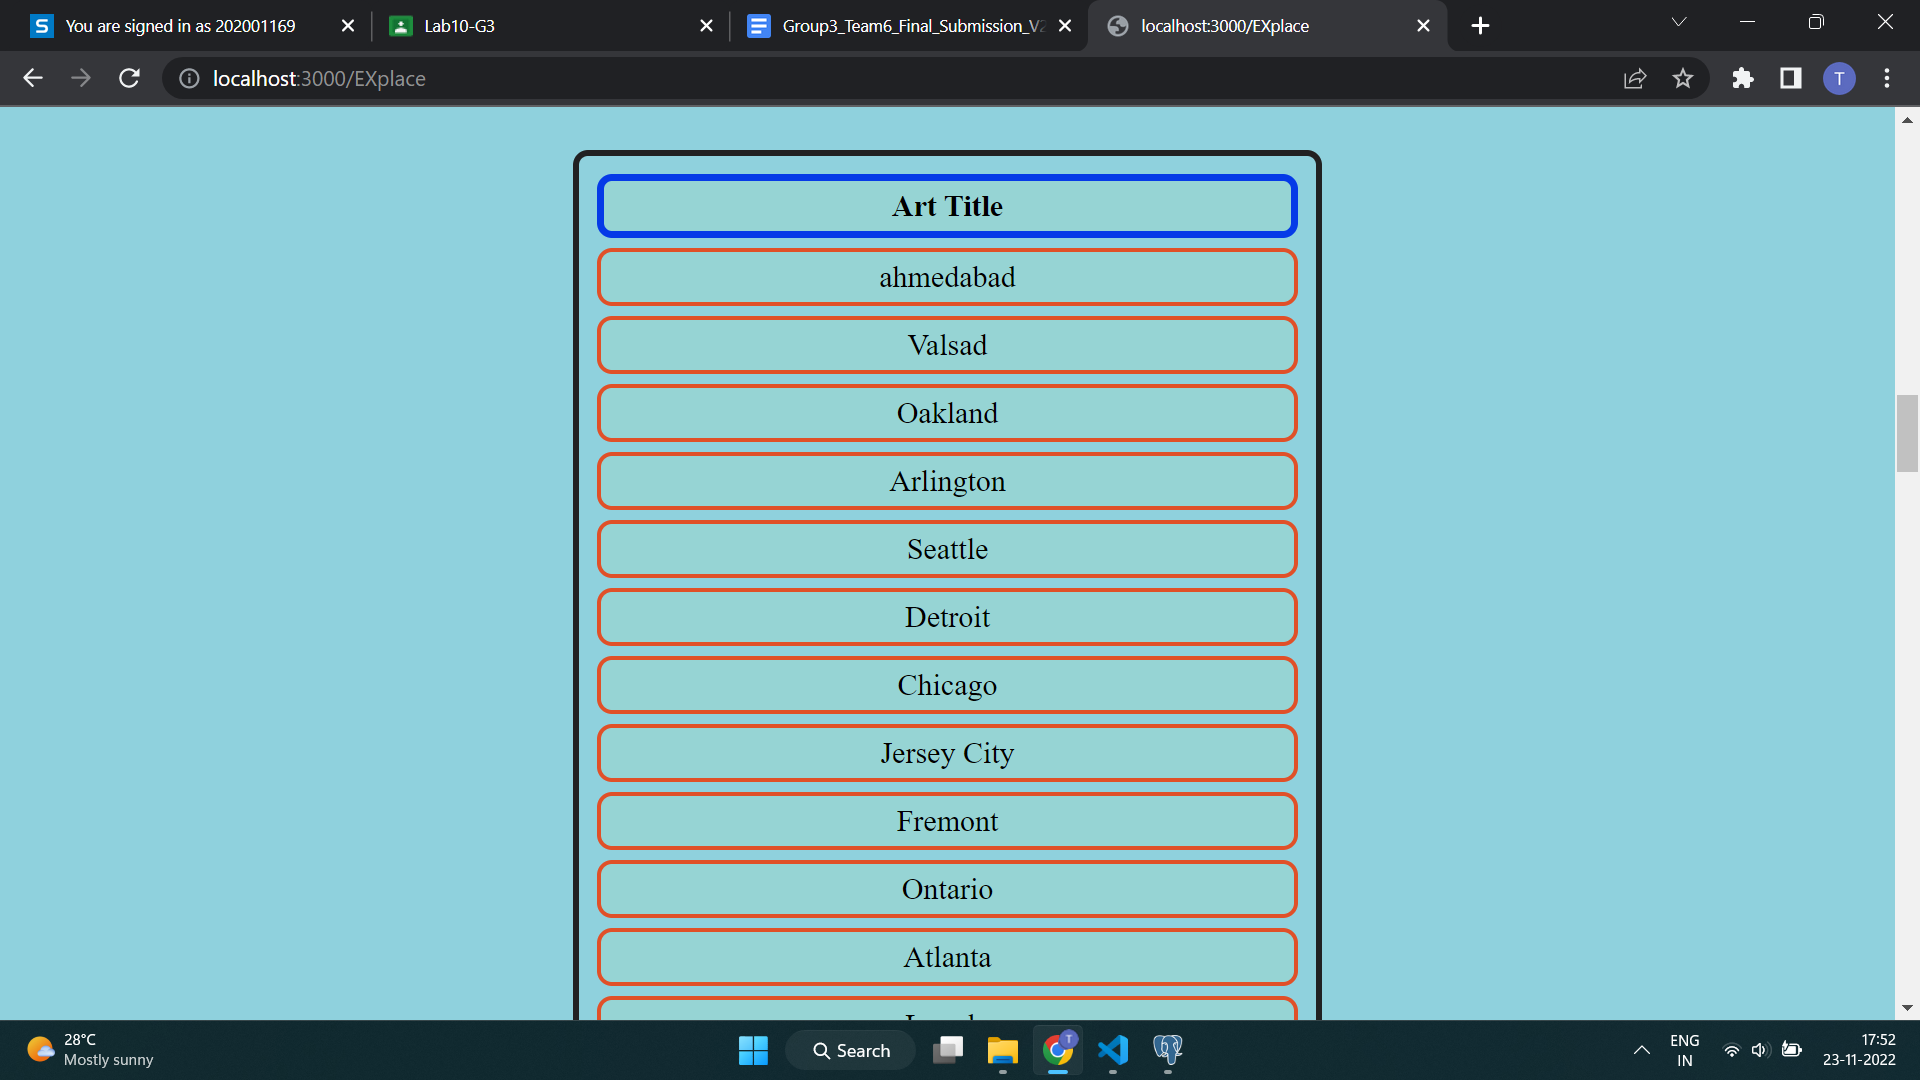 You are signed in as 202001169
Lab10-G3
Group3_Team6_Final_Submission_V2
localhost:3000/EXplace
localhost:3000/EXplace
T
Art Title
ahmedabad
Valsad
Oakland
Arlington
Seattle
Detroit
Chicago
Jersey City
Fremont
Ontario
Atlanta
28°C
Mostly sunny
Search
T
ENG
IN
17:52
23-11-2022